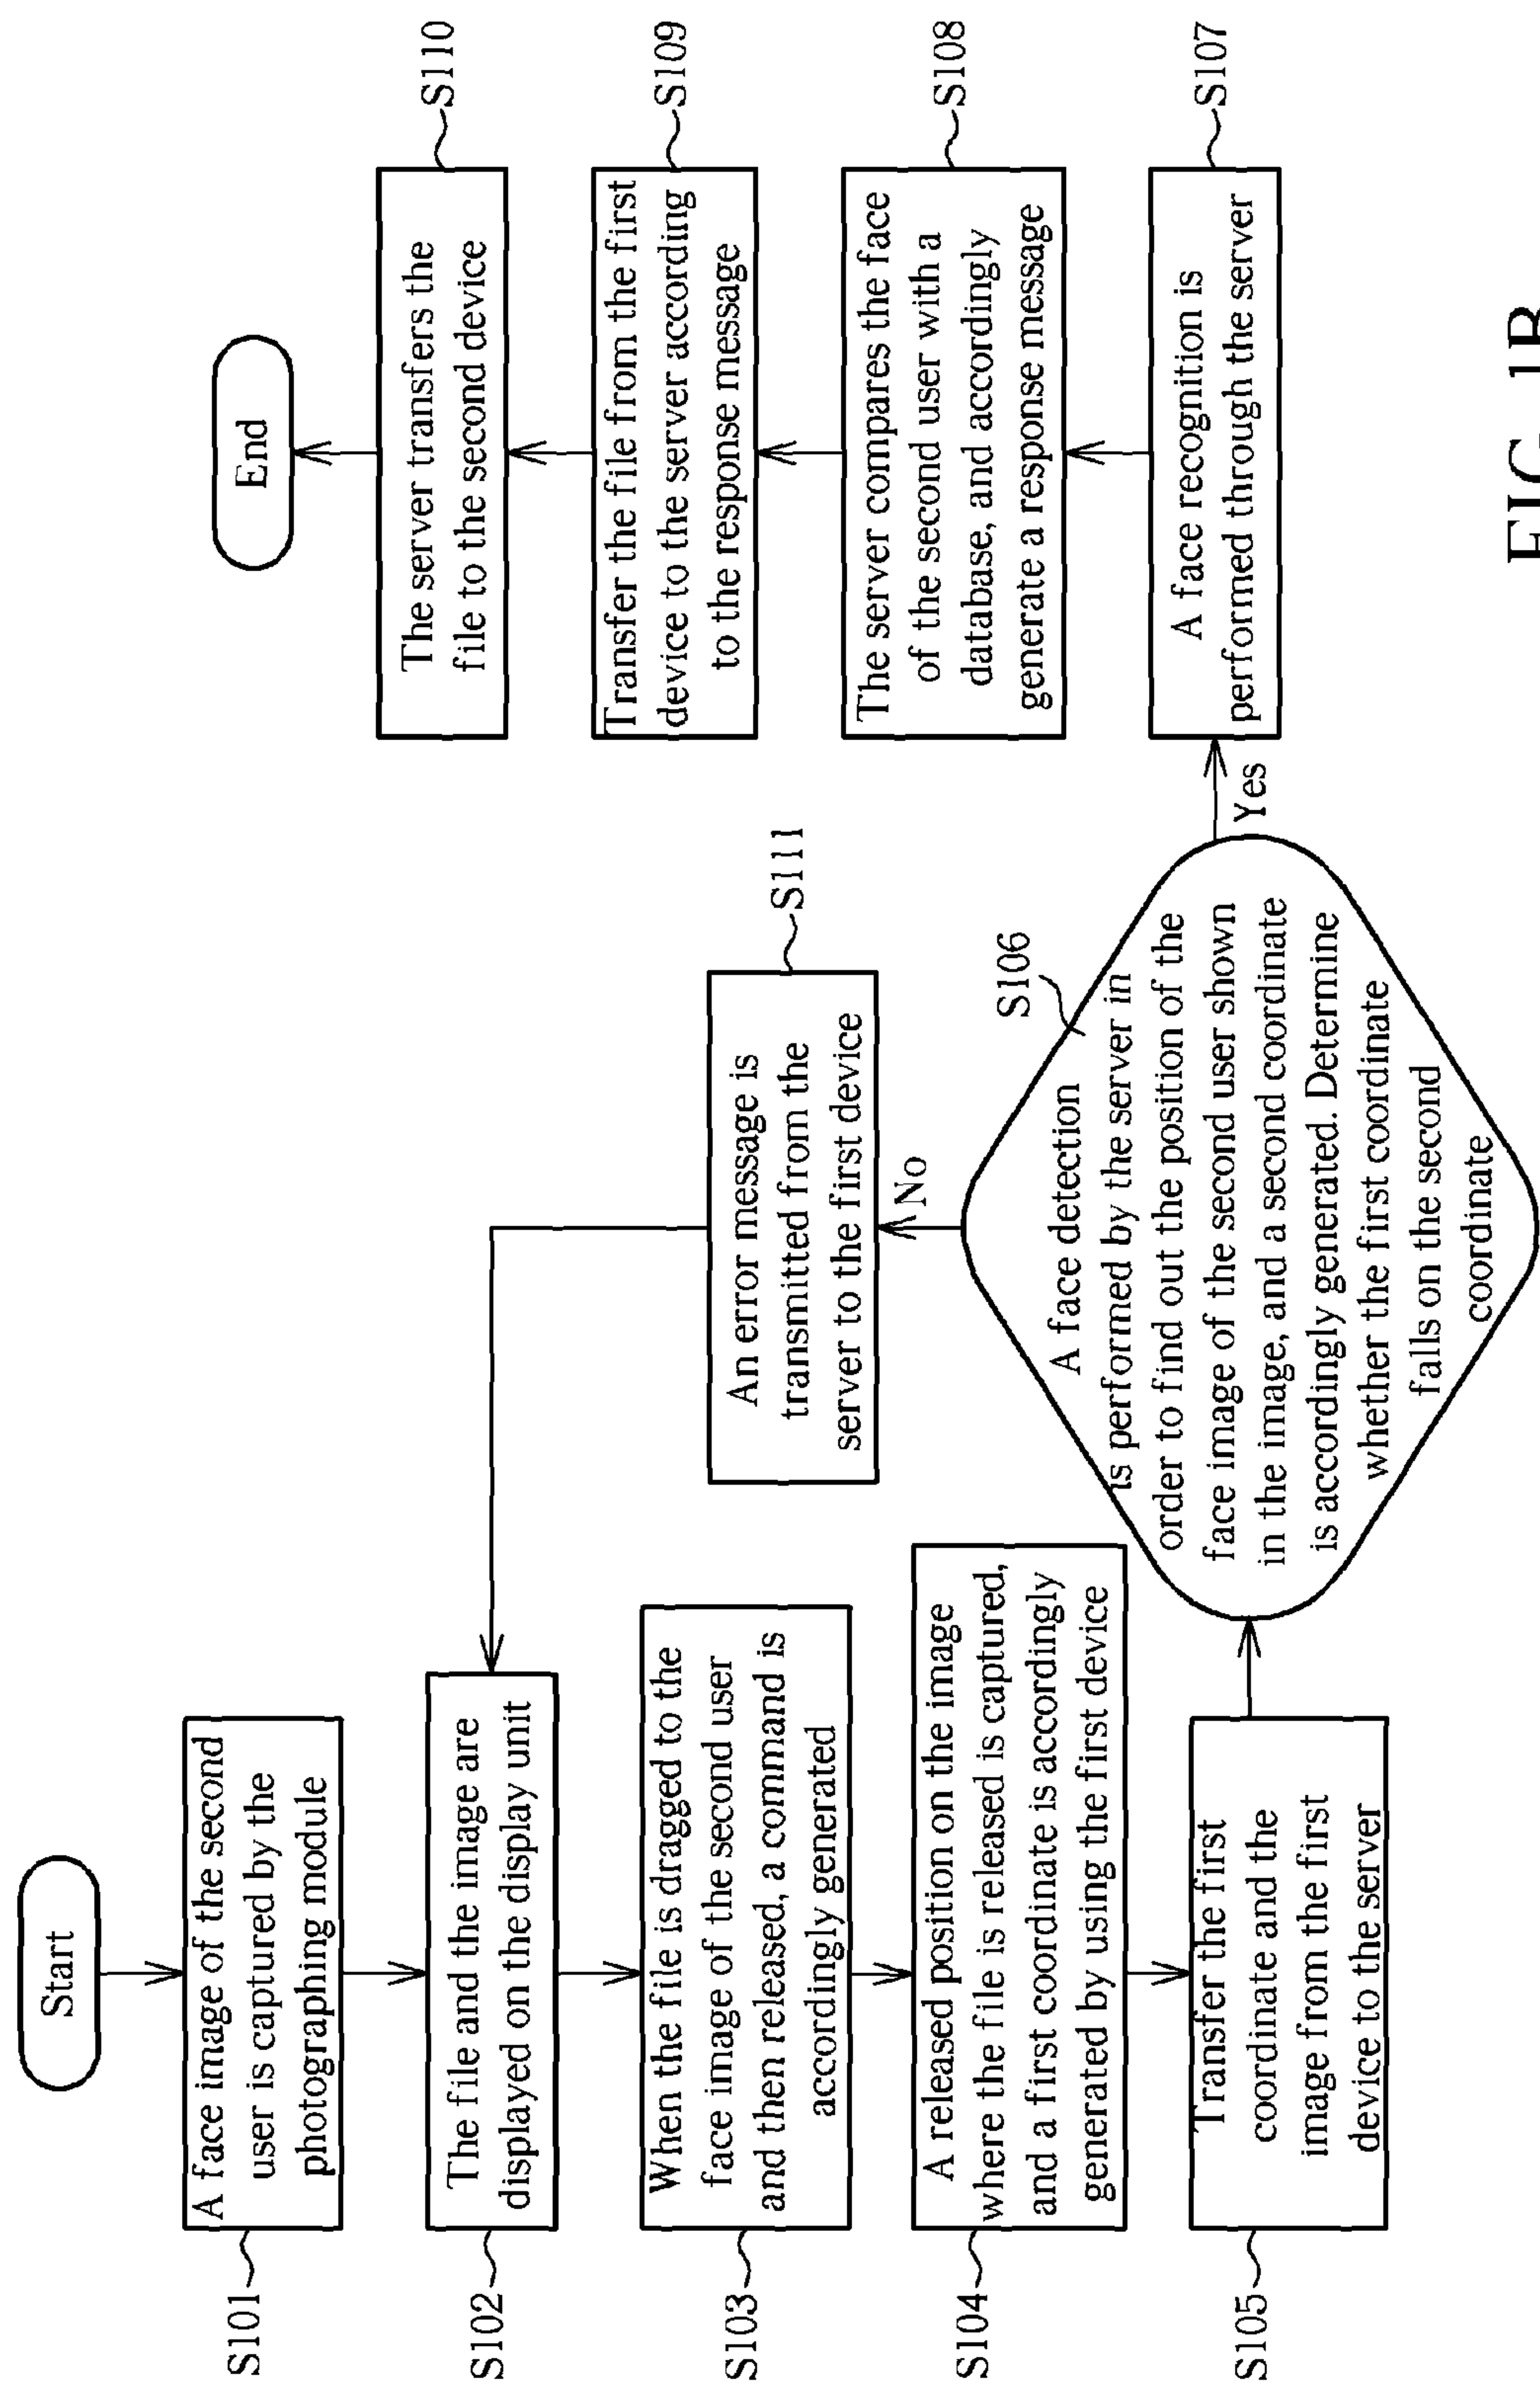 Start
S101
A face image of the second
user is captured by the
photographing module
S102
The file and the image are
displayed on the display unit
S103
When the file is dragged to the
face image of the second user
and then released, a command is
accordingly generated
S104
A released position on the image
where the file is released is captured,
and a first coordinate is accordingly
generated by using the first device
S105
Transfer the first
coordinate and the
image from the first
device to the server
S106
A face detection
is performed by the server in
order to find out the position of the
face image of the second user shown
in the image, and a second coordinate
is accordingly generated. Determine
whether the first coordinate
falls on the second
coordinate
No
An error message is
transmitted from the
server to the first device
S111
Yes
A face recognition is
performed through the server
S107
The server compares the face
of the second user with a
database, and accordingly
generate a response message
S108
Transfer the file from the first
device to the server according
to the response message
S109
The server transfers the
file to the second device
S110
End
FIG. 1B